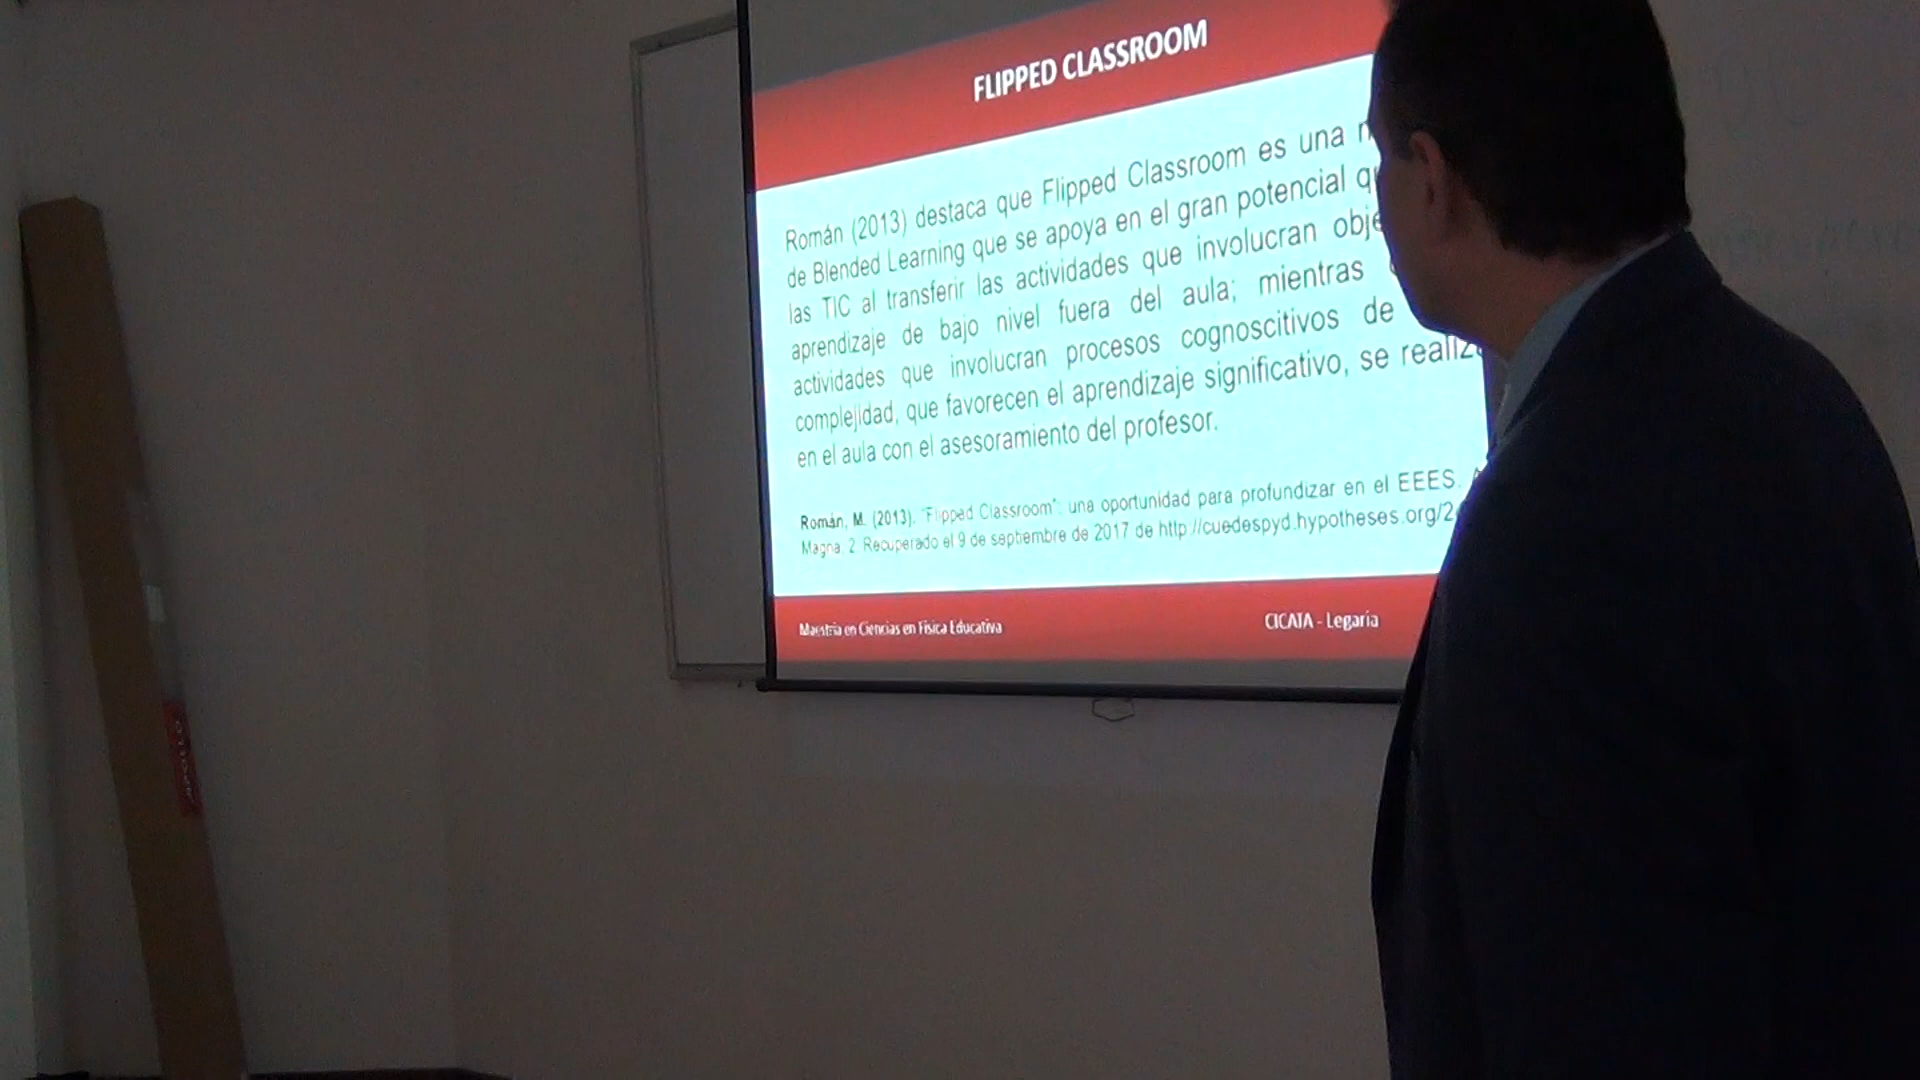 FLIPPED CLASSROOM
Román (2013) destaca que Flipped Classroom es una
de Blended Learning que se apoya en el gran potencial
las TIC al transferir las actividades que involucran
aprendizaje de bajo nivel fuera del aula; mientras
actividades que involucran procesos cognoscitivos de
complejidad, que favorecen el aprendizaje significativo, se
en el aula con el asesoramiento del profesor.
Román, M. (2013). "Flipped Classroom": una oportunidad para profundizar en el EEES.
Magna, 2. Recuperado el 9 de septiembre de 2017 de http://cuedespyd.hypotheses.org/2
Maestría en Ciencias en Física Educativa
CICATA - Legaria
APOLLO